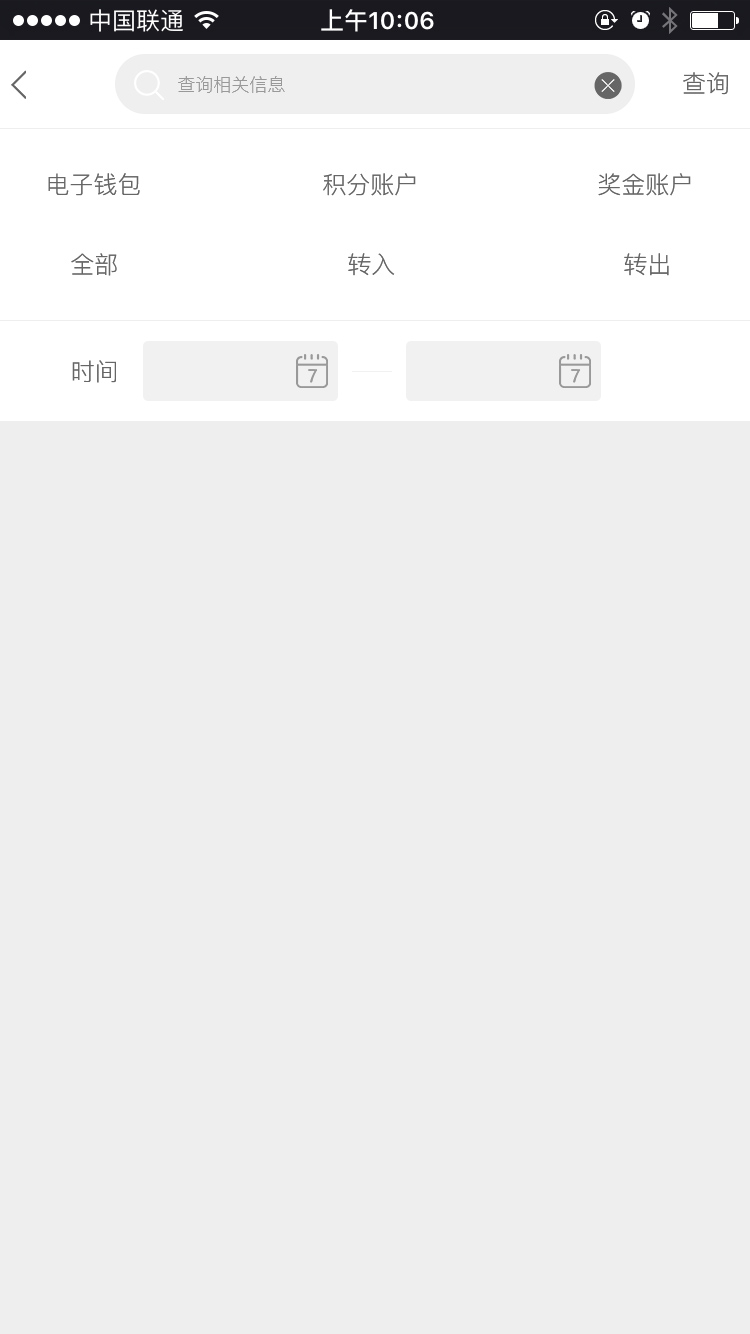 中国联通 上午10:06
查询相关信息 查询
电子钱包 积分账户 奖金账户
全部 转入 转出
时间 7 7